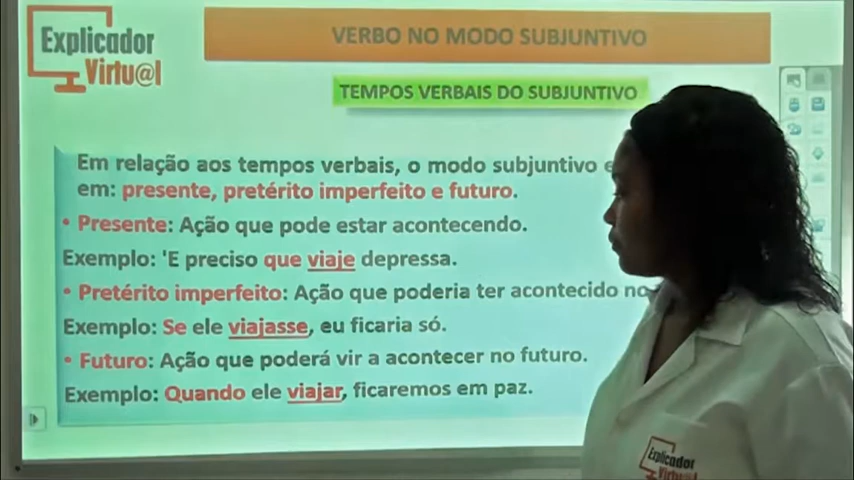 Explicador
Virtu@l
VERBO NO MODO SUBJUNTIVO
TEMPOS VERBAIS DO SUBJUNTIVO
Em relação aos tempos verbais, o modo subjuntivo
em: presente, pretérito imperfeito e futuro.
• Presente: Ação que pode estar acontecendo.
Exemplo: 'E preciso que viaje depressa.
• Pretérito imperfeito: Ação que poderia ter acontecido no
Exemplo: Se ele viajasse, eu ficaria só.
• Futuro: Ação que poderá vir a acontecer no futuro.
Exemplo: Quando ele viajar, ficaremos em paz.
Explicador
Virtu@l